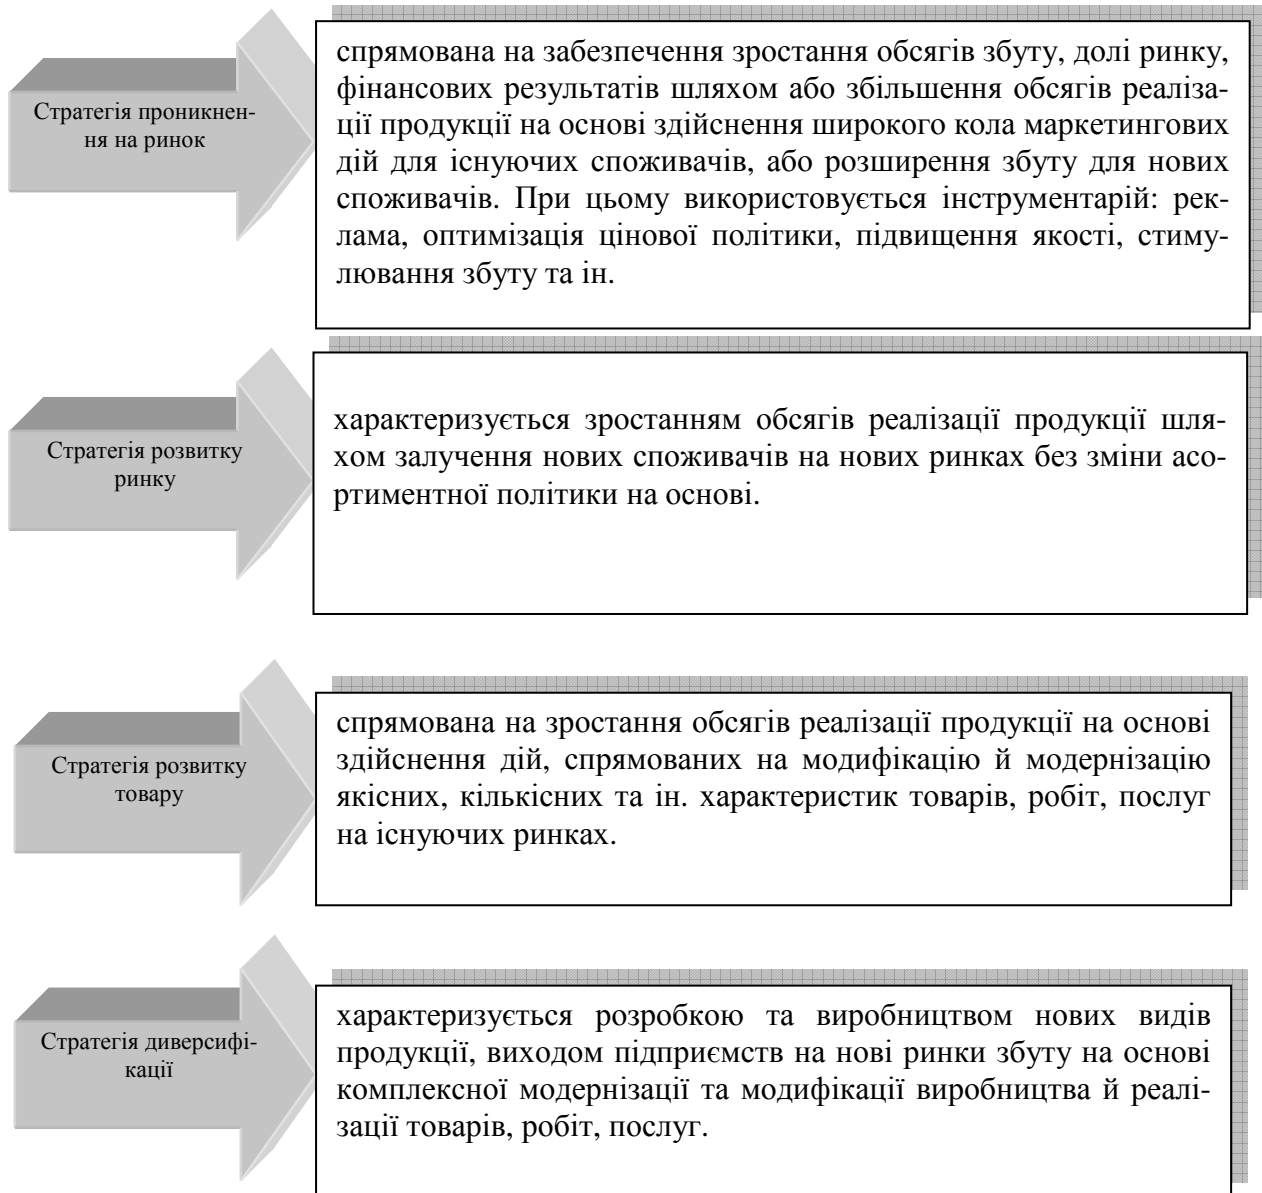 Стратегія проникнен-
ня на ринок
спрямована на забезпечення зростання обсягів збуту, долі ринку,
фінансових результатів шляхом або збільшення обсягів реаліза-
ції продукції на основі здійснення широкого кола маркетингових
дій для існуючих споживачів, або розширення збуту для нових
споживачів. При цьому використовується інструментарій: рек-
лама, оптимізація цінової політики, підвищення якості, стиму-
лювання збуту та ін.
Стратегія розвитку
ринку
характеризується зростанням обсягів реалізації продукції шля-
хом залучення нових споживачів на нових ринках без зміни асо-
ртиментної політики на основі.
Стратегія розвитку
товару
спрямована на зростання обсягів реалізації продукції на основі
здійснення дій, спрямованих на модифікацію й модернізацію
якісних, кількісних та ін. характеристик товарів, робіт, послуг
на існуючих ринках.
Стратегія диверсифі-
кації
характеризується розробкою та виробництвом нових видів
продукції, виходом підприємств на нові ринки збуту на основі
комплексної модернізації та модифікації виробництва й реалі-
зації товарів, робіт, послуг.